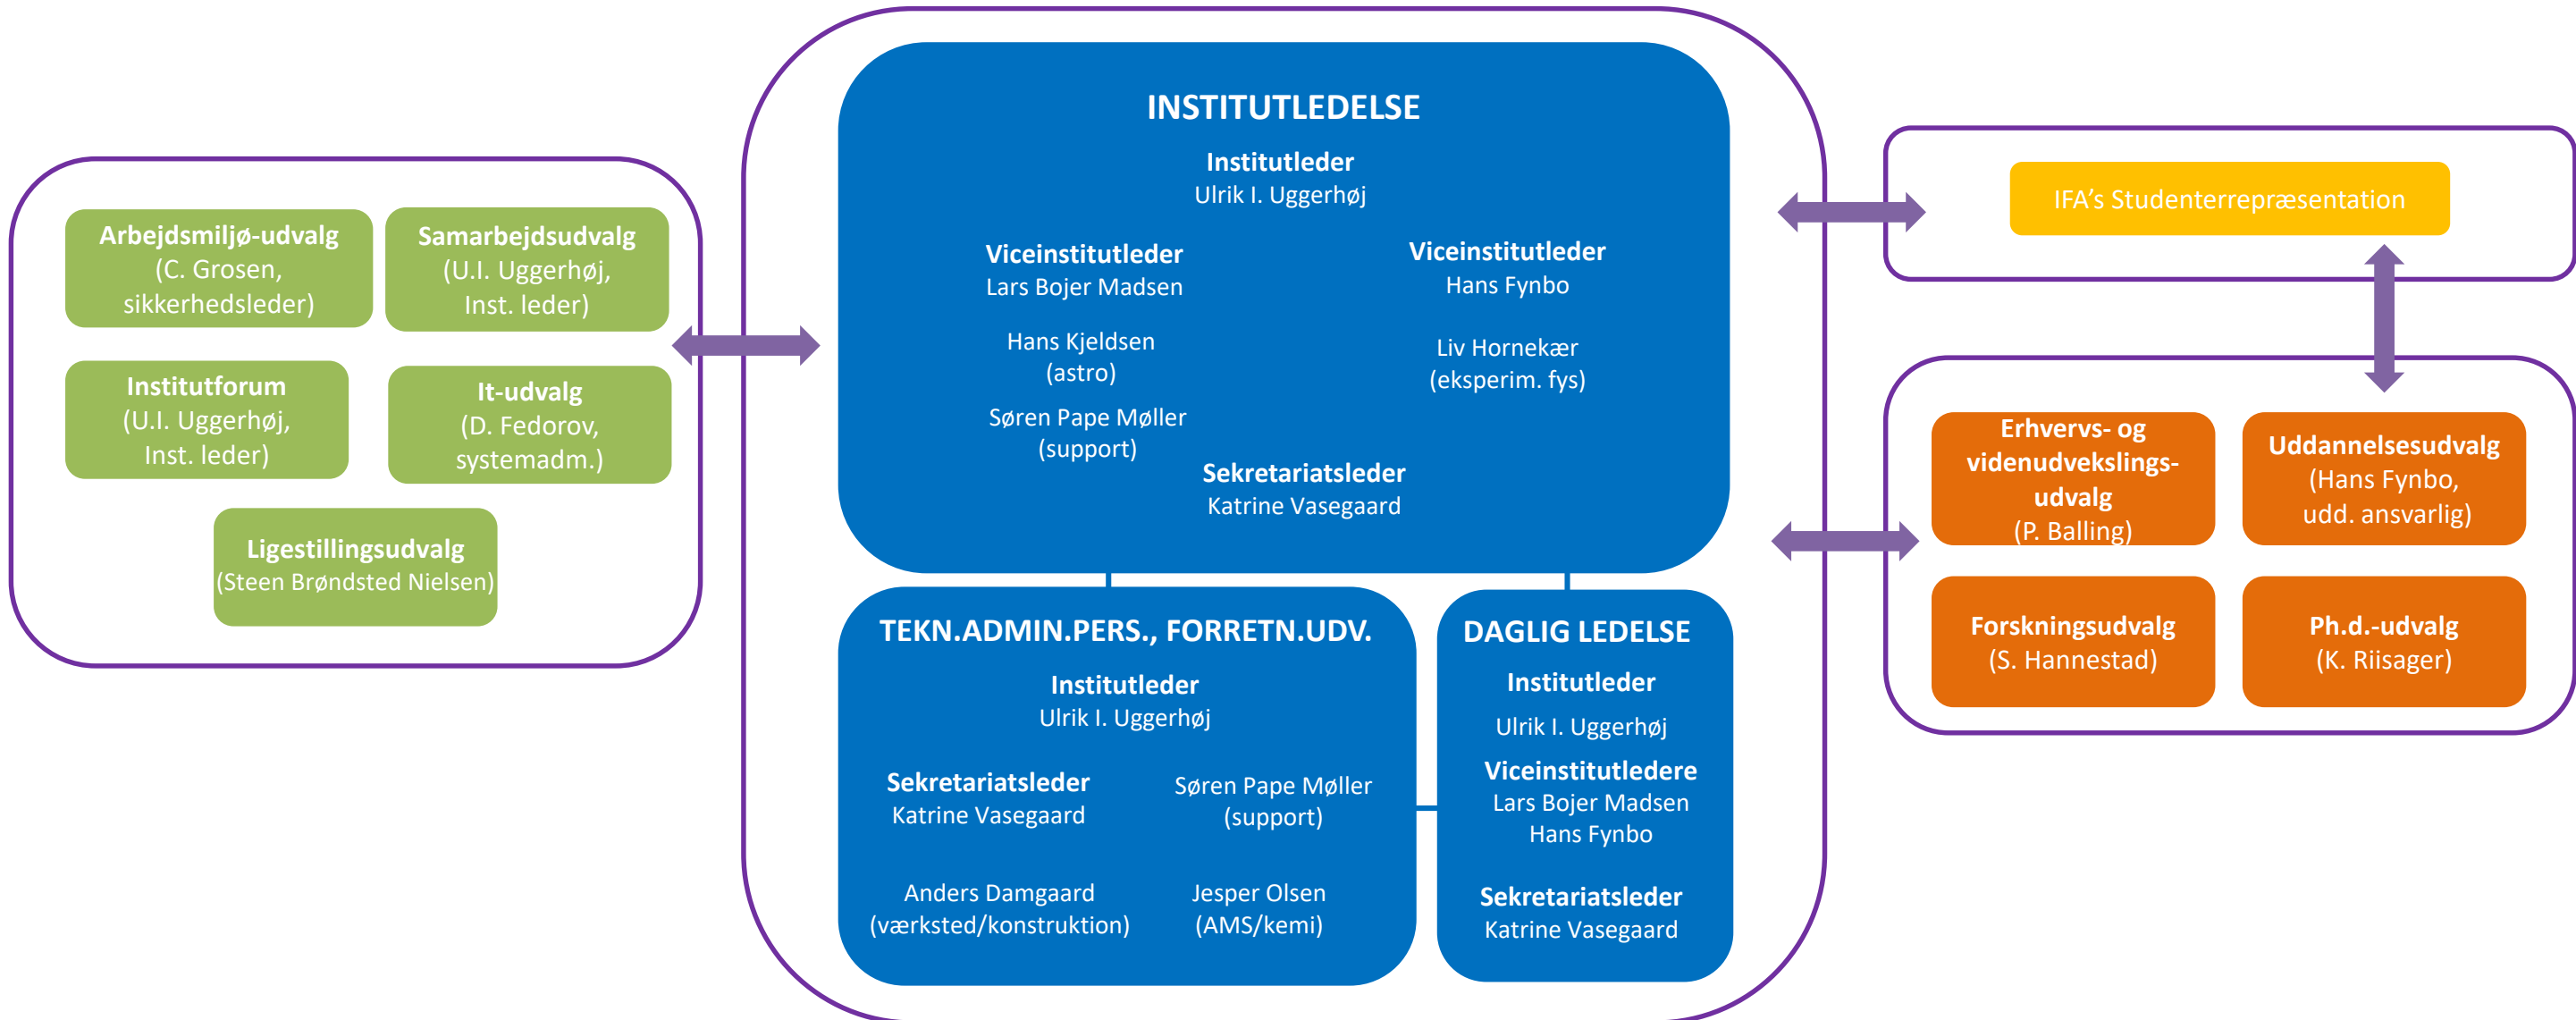 Arbejdsmiljø-udvalg
(C. Grosen,
sikkerhedsleder)
Samarbejdsudvalg
(U.I. Uggerhøj,
Inst. leder)
Institutforum
(U.I. Uggerhøj,
Inst. leder)
It-udvalg
(D. Fedorov,
systemadm.)
Ligestillingsudvalg
(Steen Brøndsted Nielsen)
INSTITUTLEDELSE
Institutleder
Ulrik I. Uggerhøj
Viceinstitutleder
Lars Bojer Madsen
Viceinstitutleder
Hans Fynbo
Hans Kjeldsen
(astro)
Liv Hornekær
(eksperim. fys)
Søren Pape Møller
(support)
Sekretariatsleder
Katrine Vasegaard
TEKN.ADMIN.PERS., FORRETN.UDV.
Institutleder
Ulrik I. Uggerhøj
Sekretariatsleder
Katrine Vasegaard
Søren Pape Møller
(support)
Anders Damgaard
(værksted/konstruktion)
Jesper Olsen
(AMS/kemi)
DAGLIG LEDELSE
Institutleder
Ulrik I. Uggerhøj
Viceinstitutledere
Lars Bojer Madsen
Hans Fynbo
Sekretariatsleder
Katrine Vasegaard
IFA's Studenterrepræsentation
Erhvervs- og
videnudvekslings-
udvalg
(P. Balling)
Uddannelsesudvalg
(Hans Fynbo,
udd. ansvarlig)
Forskningsudvalg
(S. Hannestad)
Ph.d.-udvalg
(K. Riisager)